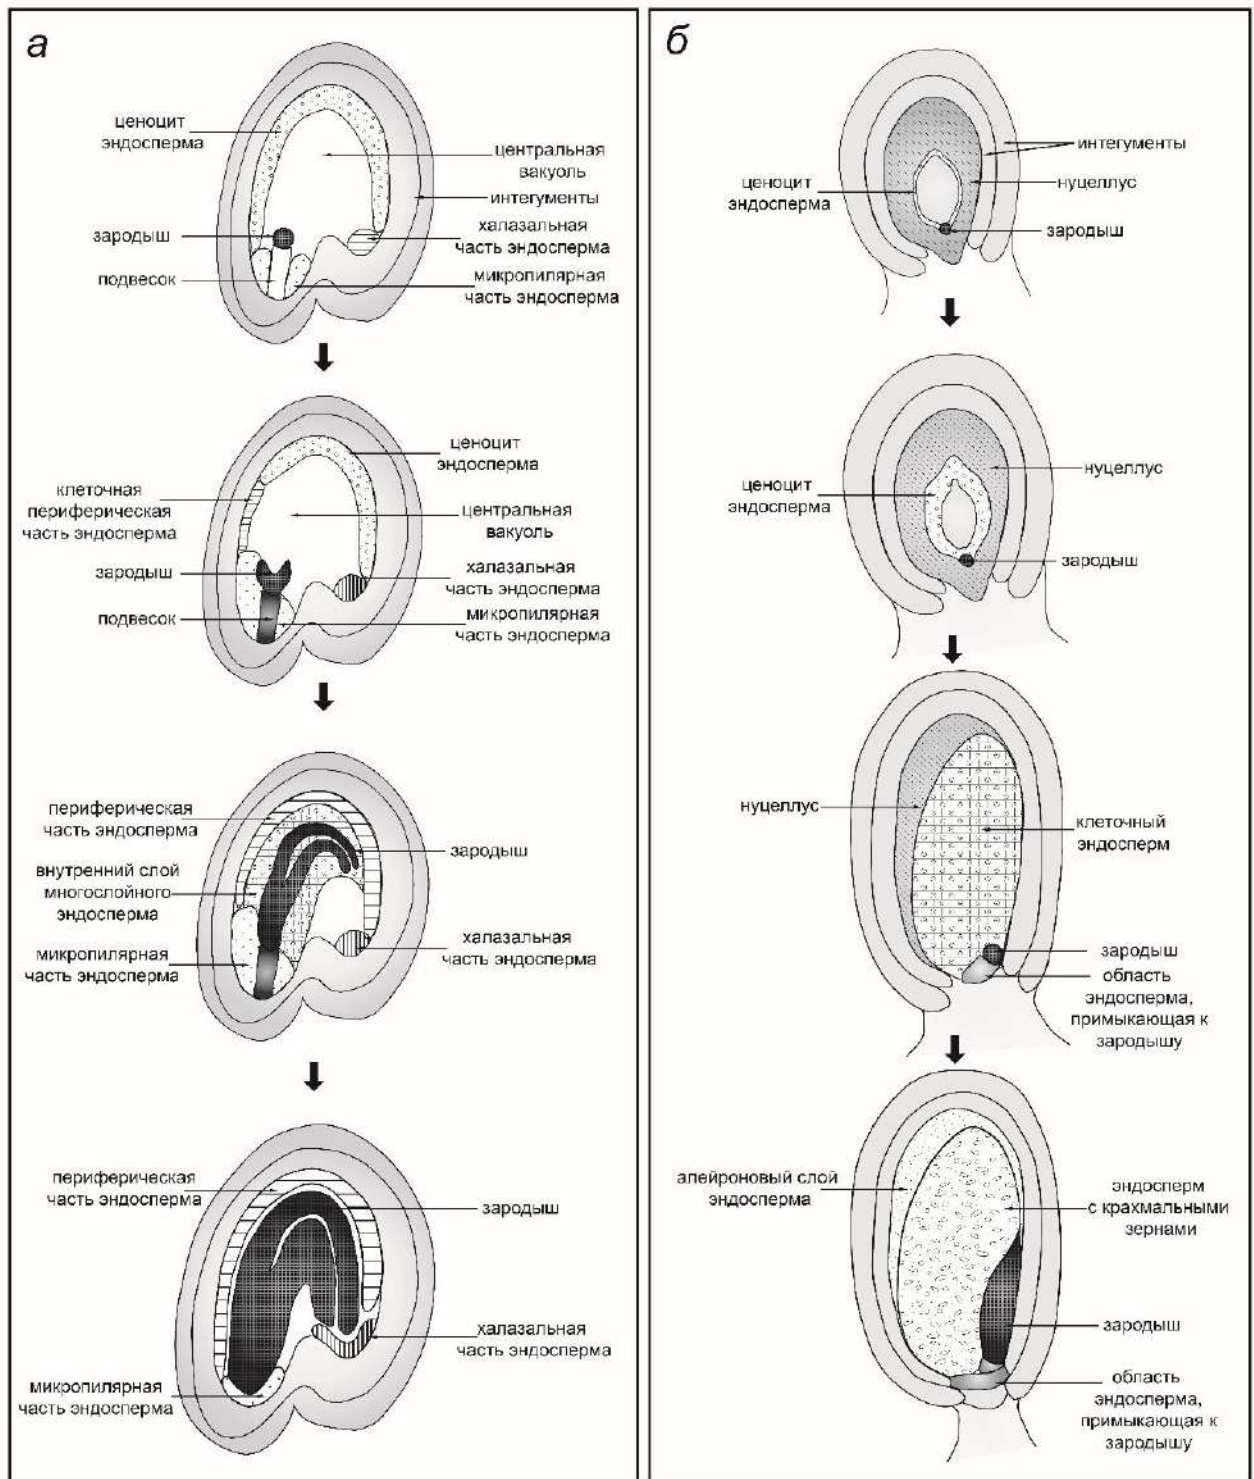 а
ценоцит
эндосперма
центральная
вакуоль
интегументы
халазальная
часть эндосперма
зародыш
подвесок
микропилярная
часть эндосперма
ценоцит
эндосперма
клеточная
периферическая
часть эндосперма
центральная
вакуоль
зародыш
халазальная
часть эндосперма
подвесок
микропилярная
часть эндосперма
периферическая
часть эндосперма
зародыш
внутренний слой
многослойного
эндосперма
халазальная
часть эндосперма
микропилярная
часть эндосперма
периферическая
часть эндосперма
зародыш
халазальная
часть эндосперма
микропилярная
часть эндосперма
б
интегументы
ценоцит
эндосперма
нуцеллус
зародыш
нуцеллус
ценоцит
эндосперма
зародыш
нуцеллус
клеточный
эндосперм
зародыш
область
эндосперма,
примыкающая к
зародышу
алейроновый слой
эндосперма
эндосперм
с крахмальными
зернами
зародыш
область
эндосперма,
примыкающая к
зародышу